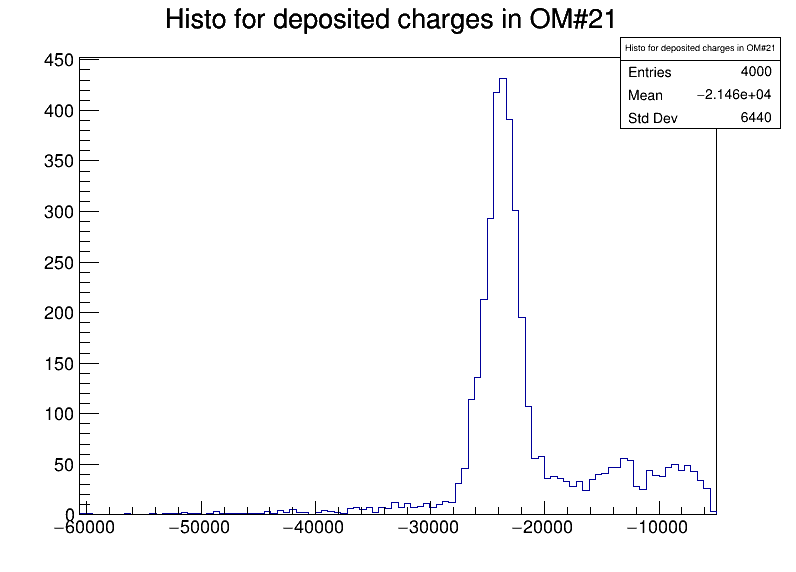 Histo for deposited charges in OM#21
Histo for deposited charges in OM#21
Entries 4000
Mean −2.146e+04
Std Dev 6440
450
400
350
300
250
200
150
100
50
0
−60000 −50000 −40000 −30000 −20000 −10000